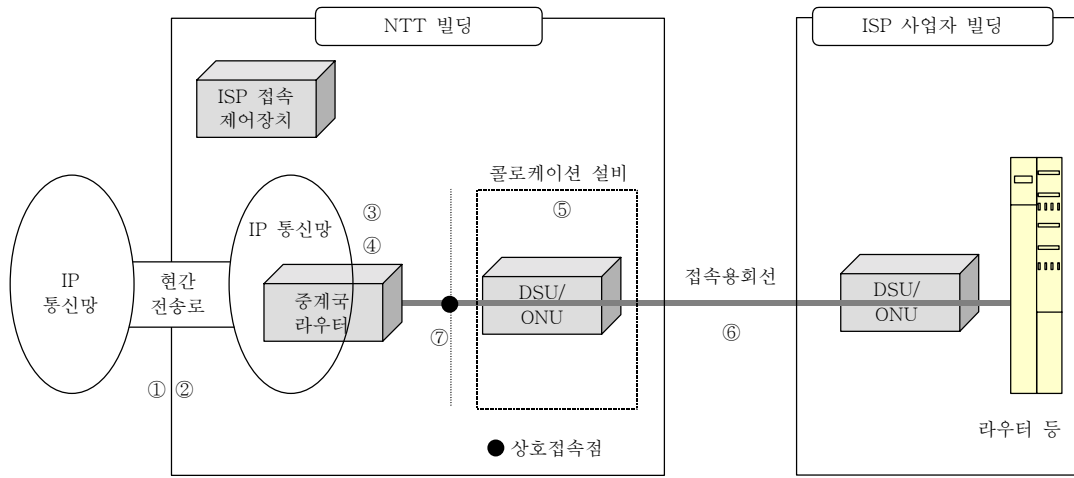 NTT 빌딩
ISP 사업자 빌딩
ISP 접속
제어장치
콜로케이션 설비
⑤
③
IP 통신망
④
IP
통신망
현간
전송로
중계국
라우터
DSU/
ONU
접속용회선
DSU/
ONU
⑦
⑥
① ②
라우터 등
● 상호접속점